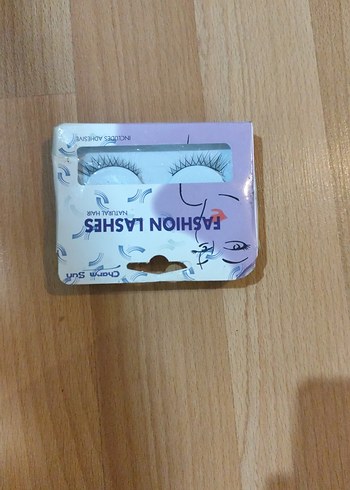 Charm Sun
FASHION LASHES
NATURAL HAIR
INCLUDES ADHESIVE